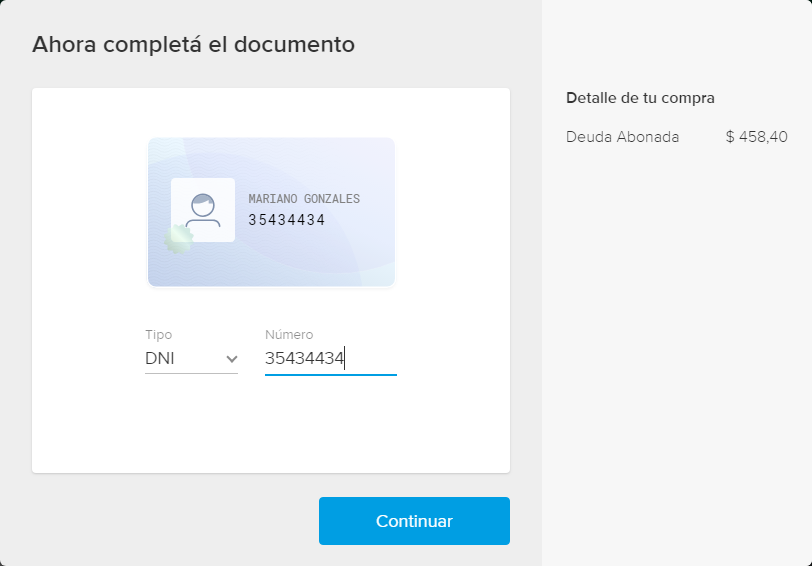 Ahora completá el documento
MARIANO GONZALES
35434434
Tipo
Número
DNI
35434434
Continuar
Detalle de tu compra
Deuda Abonada $ 458,40